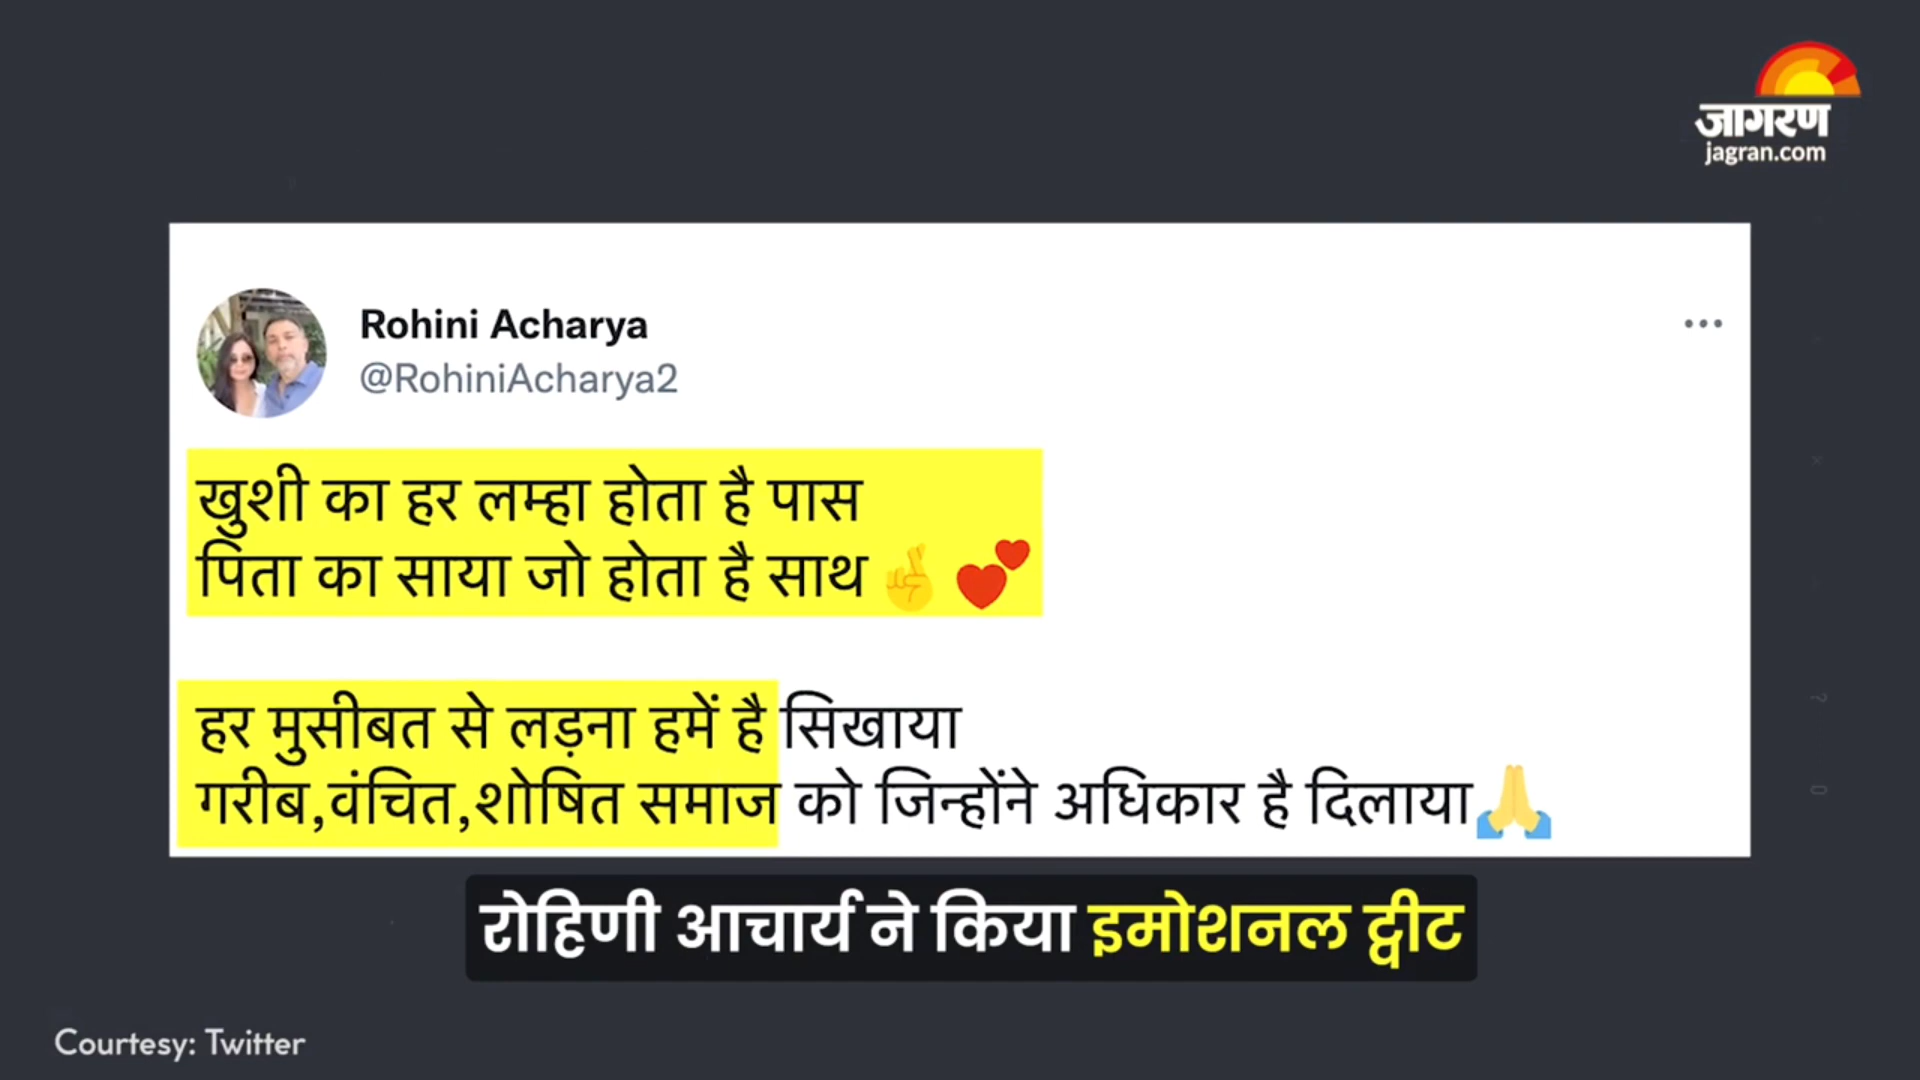 जागरण
jagran.com
Rohini Acharya
@RohiniAcharya2
खुशी का हर लम्हा होता है पास
पिता का साया जो होता है साथ🤞💕
हर मुसीबत से लड़ना हमें है सिखाया
गरीब,वंचित,शोषित समाज को जिन्होंने अधिकार है दिलाया🙏
रोहिणी आचार्य ने किया इमोशनल ट्वीट
Courtesy: Twitter